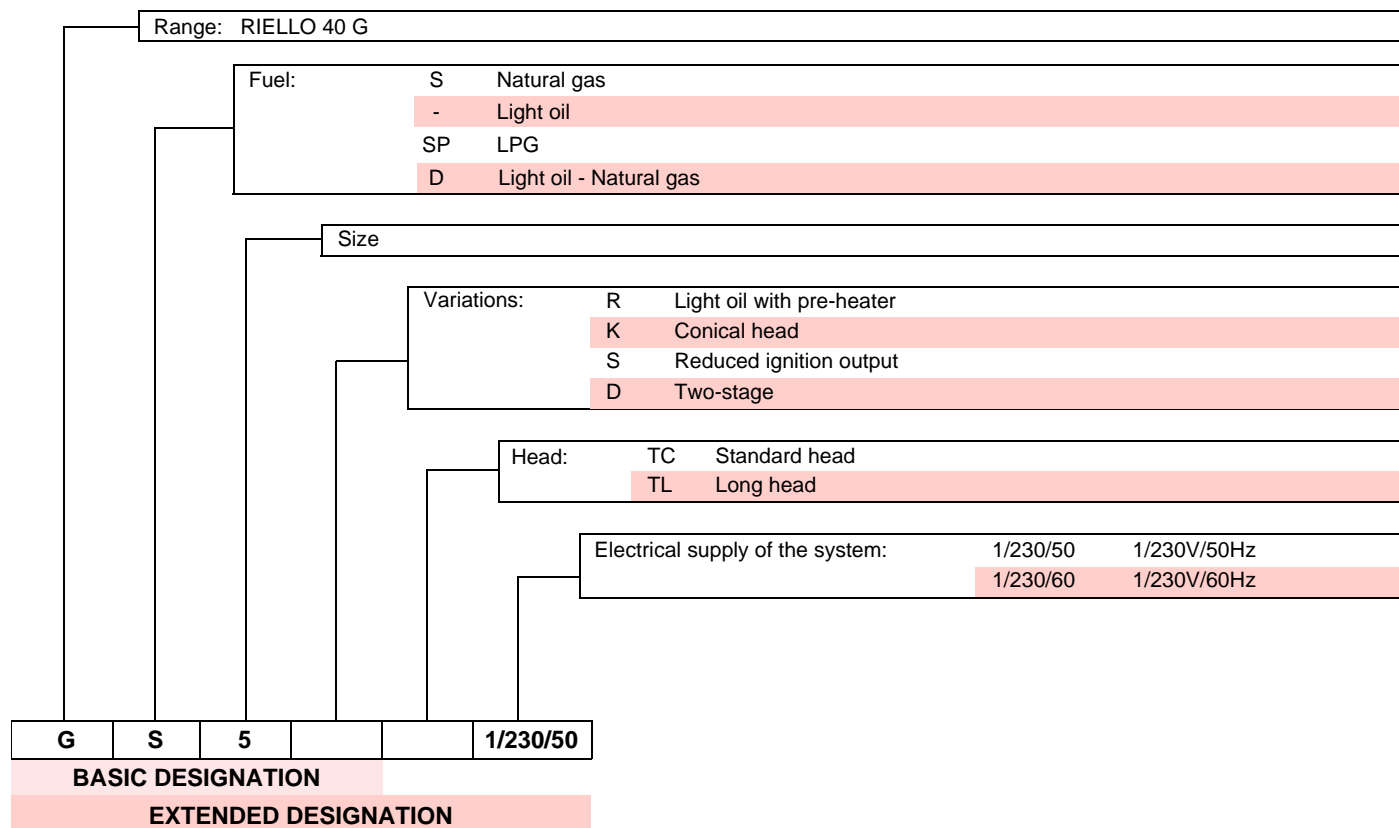 Range: RIELLO 40 G
Fuel: S Natural gas
- Light oil
SP LPG
D Light oil - Natural gas
Size
Variations: R Light oil with pre-heater
K Conical head
S Reduced ignition output
D Two-stage
Head: TC Standard head
TL Long head
Electrical supply of the system: 1/230/50 1/230V/50Hz
1/230/60 1/230V/60Hz
G S 5 1/230/50
BASIC DESIGNATION
EXTENDED DESIGNATION